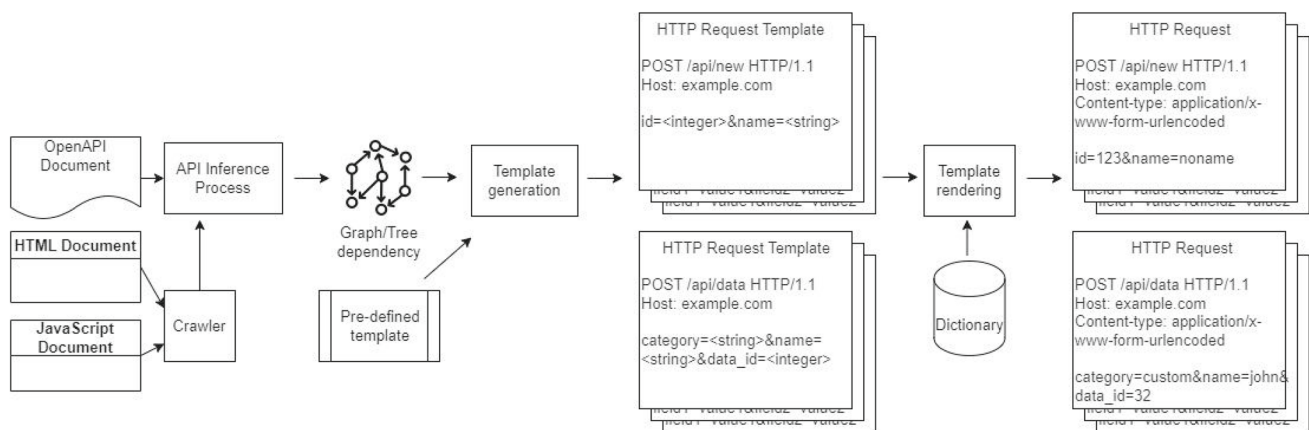 OpenAPI
Document
HTML Document
JavaScript
Document
API Inference
Process
Crawler
Graph/Tree
dependency
Pre-defined
template
Template
generation
HTTP Request Template
POST /api/new HTTP/1.1
Host: example.com
id=<integer>&name=<string>
HTTP Request Template
POST /api/data HTTP/1.1
Host: example.com
category=<string>&name=
<string>&data_id=<integer>
Template
rendering
Dictionary
HTTP Request
POST /api/new HTTP/1.1
Host: example.com
Content-type: application/x-
www-form-urlencoded
id=123&name=noname
HTTP Request
POST /api/data HTTP/1.1
Host: example.com
Content-type: application/x-
www-form-urlencoded
category=custom&name=john&
data_id=32